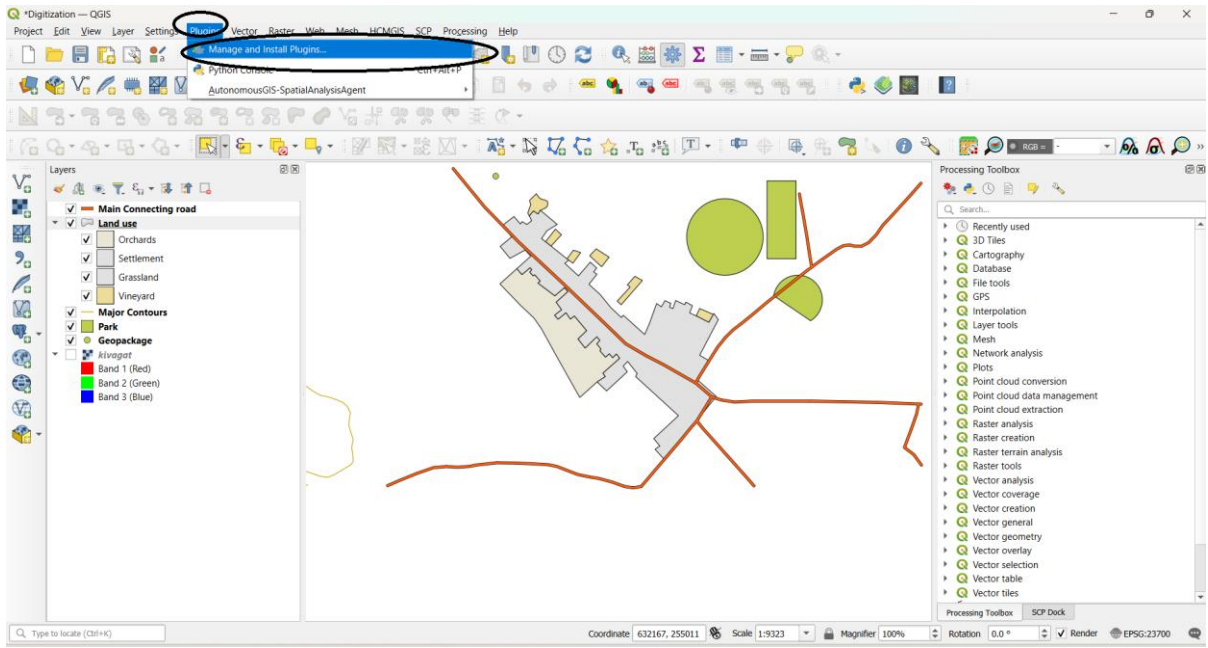 *Digitization — QGIS
Project Edit View Layer Settings Plugins Vector Raster Web Mesh HCMGIS SCP Processing Help
Manage and Install Plugins...
Python Console Ctrl+Alt+P
AutonomousGIS-SpatialAnalysisAgent
abc abc abc
RGB = -
Layers
Main Connecting road
Land use
Orchards
Settlement
Grassland
Vineyard
Major Contours
Park
Geopackage
kivagat
Band 1 (Red)
Band 2 (Green)
Band 3 (Blue)
Processing Toolbox
Search...
Recently used
3D Tiles
Cartography
Database
File tools
GPS
Interpolation
Layer tools
Mesh
Network analysis
Plots
Point cloud conversion
Point cloud data management
Point cloud extraction
Raster analysis
Raster creation
Raster terrain analysis
Raster tools
Vector analysis
Vector coverage
Vector creation
Vector general
Vector geometry
Vector overlay
Vector selection
Vector table
Vector tiles
Processing Toolbox SCP Dock
Type to locate (Ctrl+K) Coordinate 632167, 255011 Scale 1:9323 Magnifier 100% Rotation 0.0 ° Render EPSG:23700